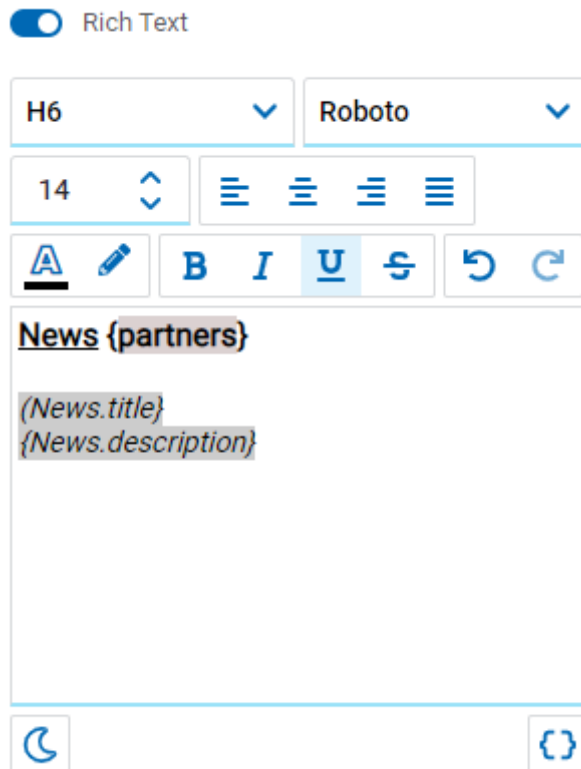 Rich Text
H6
Roboto
14
A B I U S
News {partners}
(News.title}
{News.description}
{}